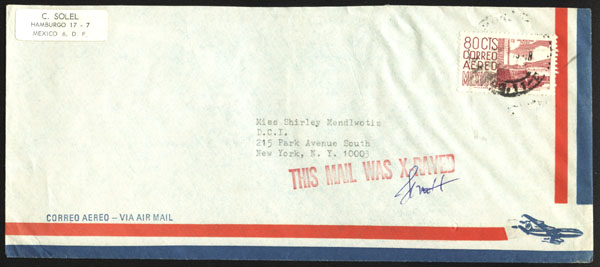 C. SOLEL
HAMBURGO 17 - 7
MEXICO 6, D. F.
80 CTS
CORREO
AEREO
Miss Shirley Mendlwotis
D.C.I.
215 Park Avenue South
New York, N. Y. 10003
THIS MAIL WAS X-RAYED
CORREO AEREO - VIA AIR MAIL